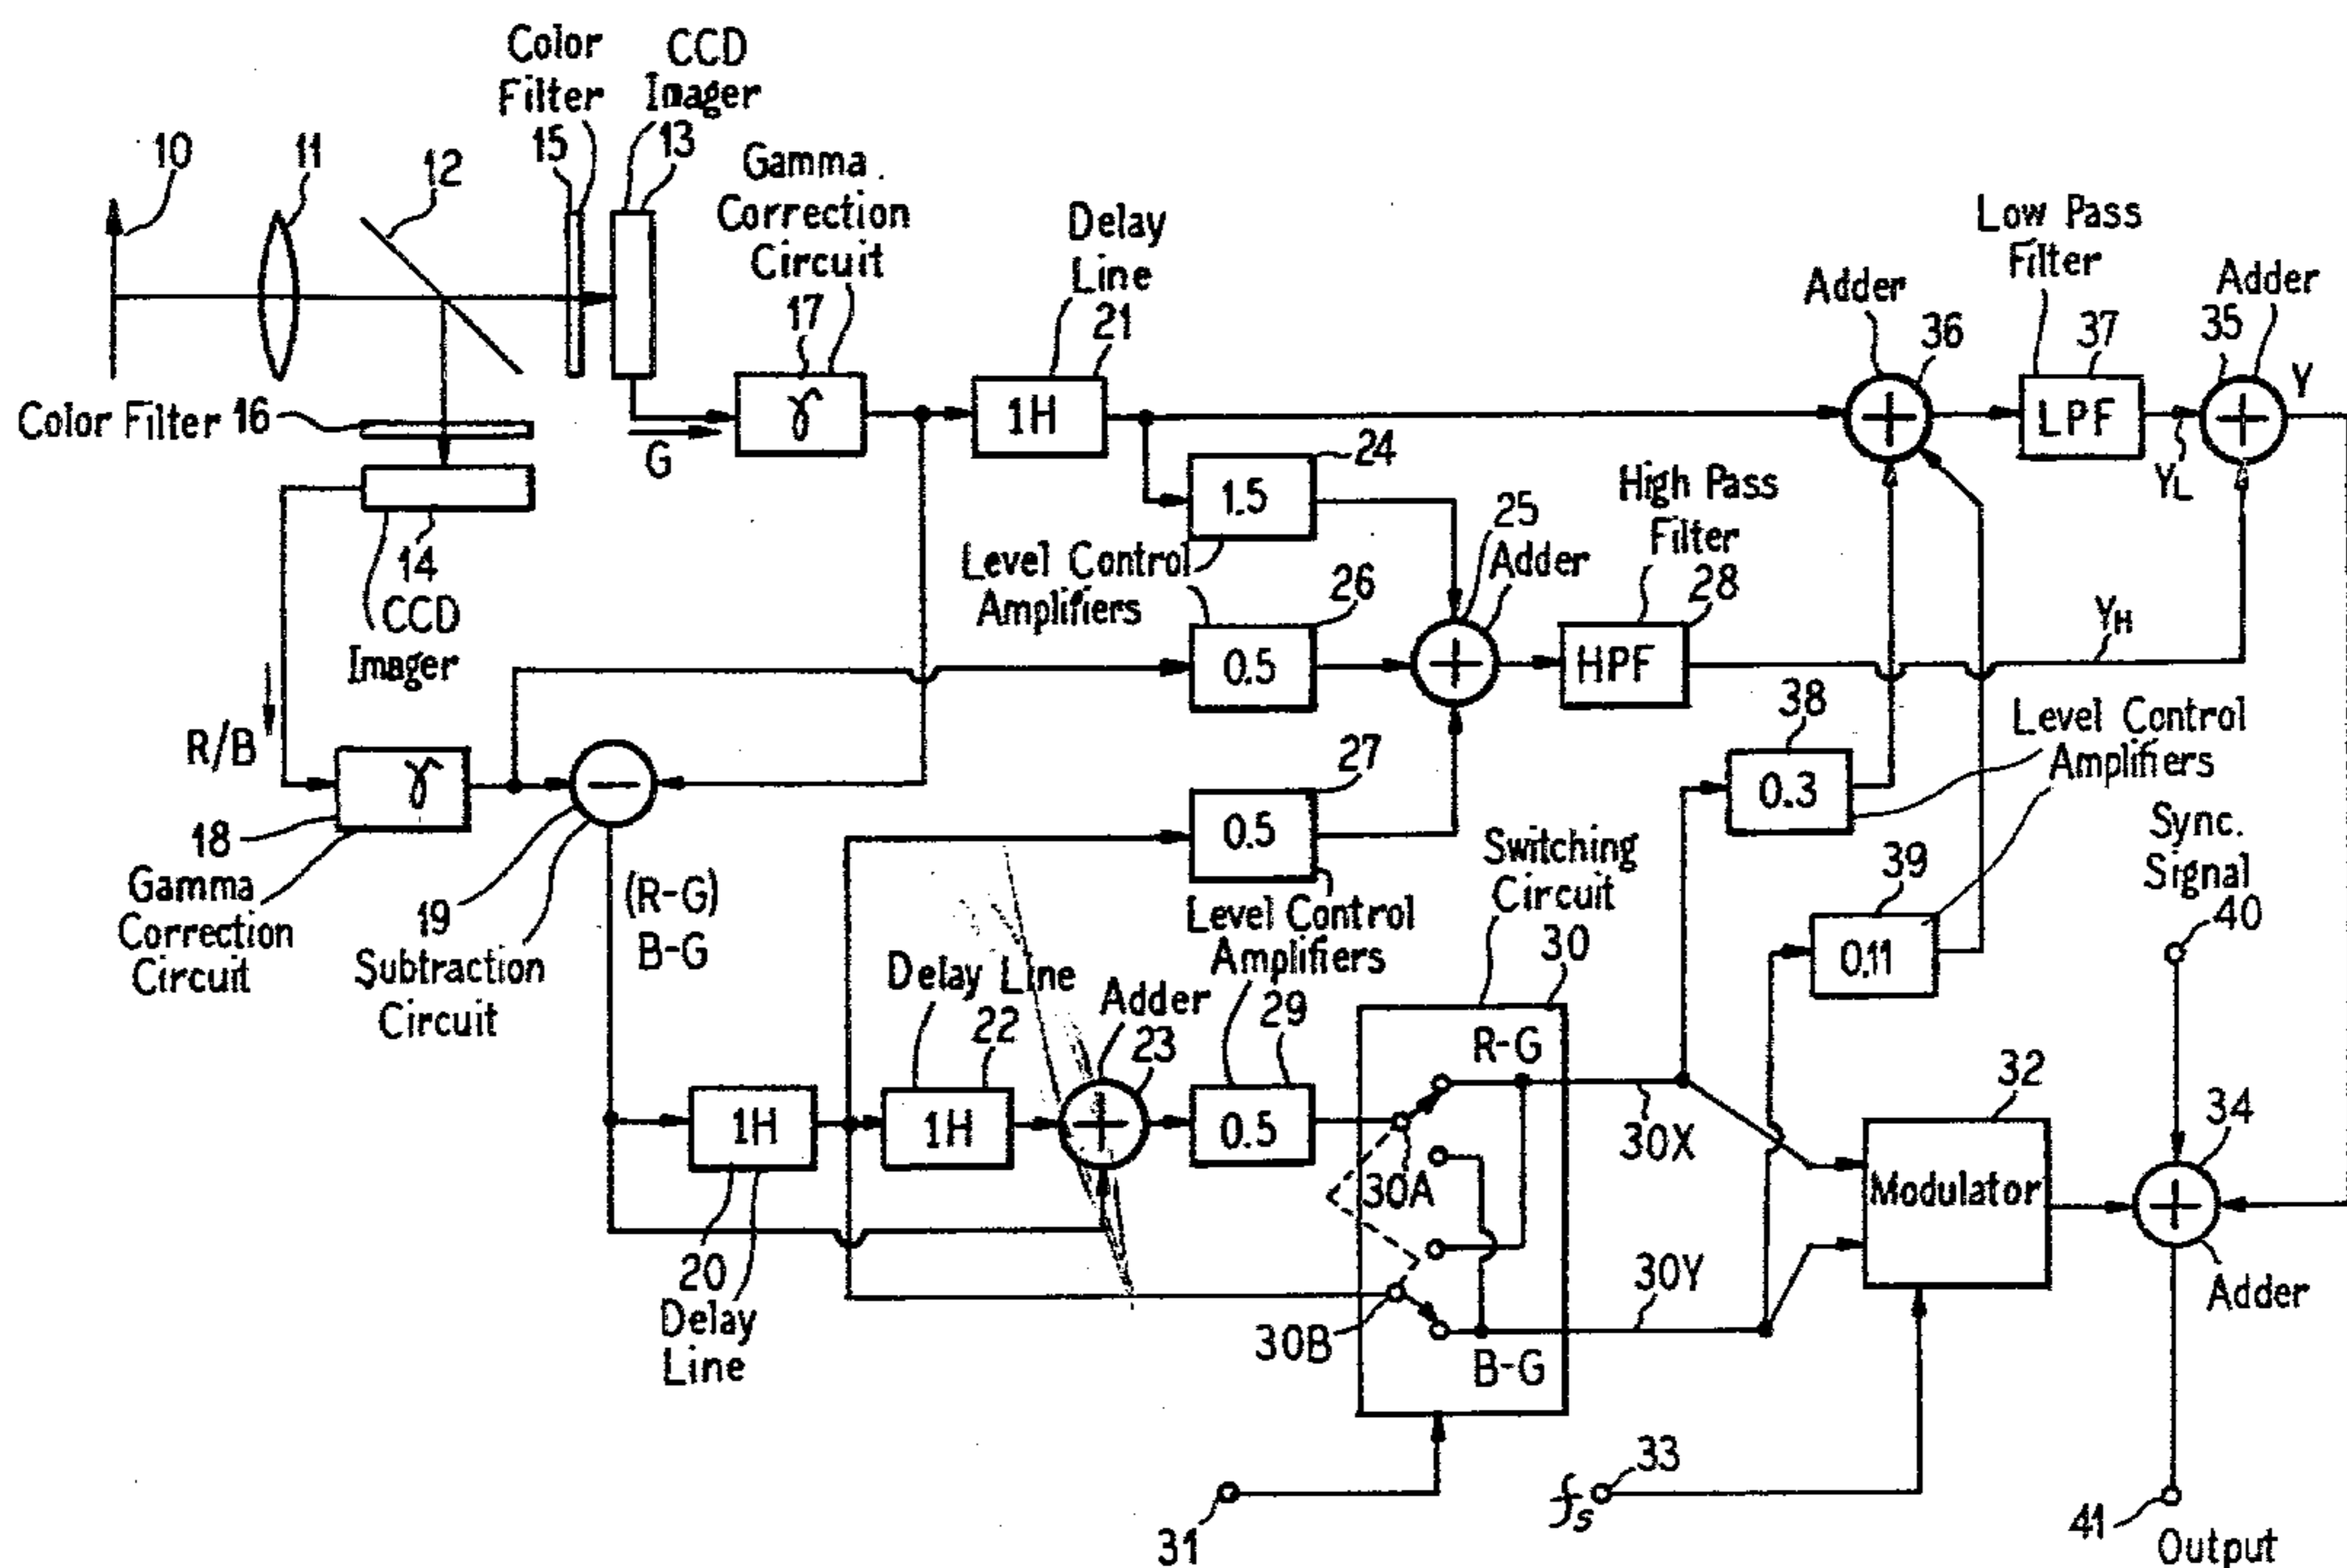 Color
Filter
15
CCD
Imager
13
10
11
12
Gamma
Correction
Circuit
17
γ
Delay
Line
21
1H
Low Pass
Filter
37
LPF
Adder
36
+
Adder
35
+
Y
Color Filter 16
G
YL
24
1.5
High Pass
Filter
28
HPF
25
Adder
+
14
CCD
Imager
Level Control
Amplifiers
26
0.5
YH
R/B
γ
18
Gamma
Correction
Circuit
−
19
Subtraction
Circuit
(R-G)
B-G
27
0.5
Level Control
Amplifiers
29
0.5
38
0.3
Level Control
Amplifiers
39
0.11
Sync.
Signal
40
Switching
Circuit
30
R-G
30A
30X
30Y
30B
B-G
Delay Line
22
1H
Adder
23
+
1H
20
Delay
Line
32
Modulator
34
+
Adder
31
fs
33
41
Output